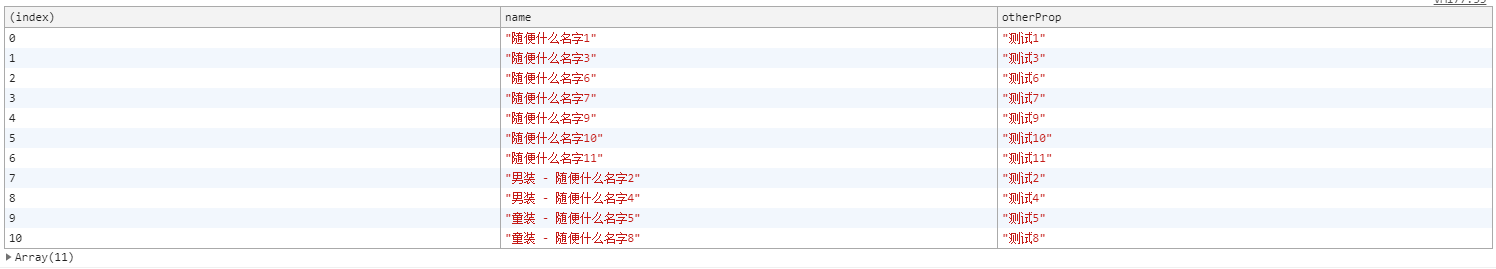 (index) name otherProp
0 "随便什么名字1" "测试1"
1 "随便什么名字3" "测试3"
2 "随便什么名字6" "测试6"
3 "随便什么名字7" "测试7"
4 "随便什么名字9" "测试9"
5 "随便什么名字10" "测试10"
6 "随便什么名字11" "测试11"
7 "男装 - 随便什么名字2" "测试2"
8 "男装 - 随便什么名字4" "测试4"
9 "童装 - 随便什么名字5" "测试5"
10 "童装 - 随便什么名字8" "测试8"
Array(11)